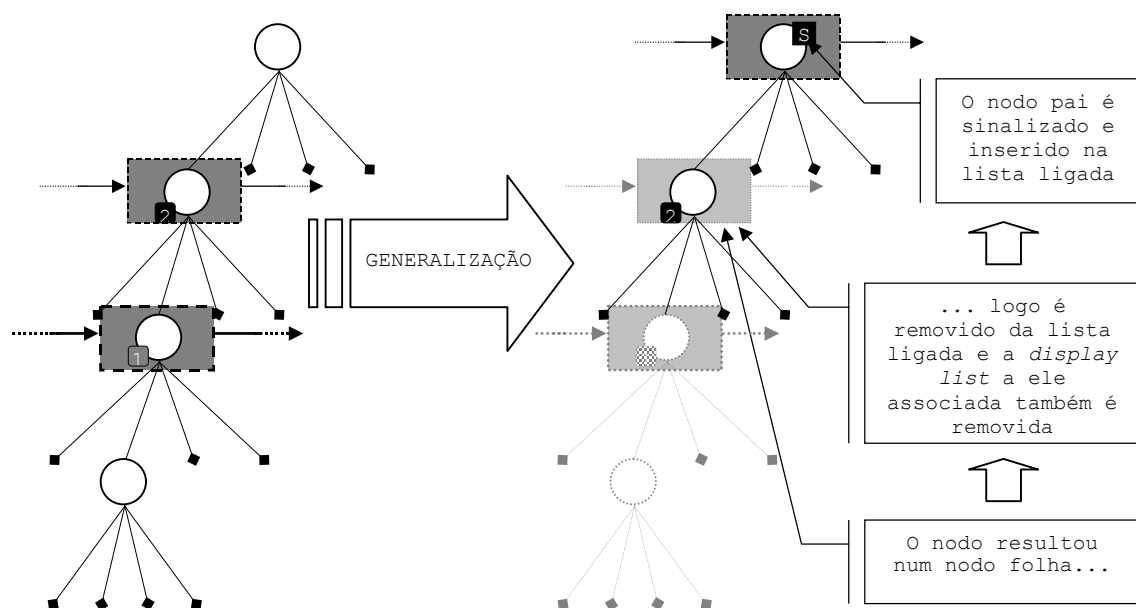 S
O nodo pai é
sinalizado e
inserido na
lista ligada
2
2
GENERALIZAÇÃO
1
... logo é
removido da lista
ligada e a display
list a ele
associada também é
removida
O nodo resultou
num nodo folha...